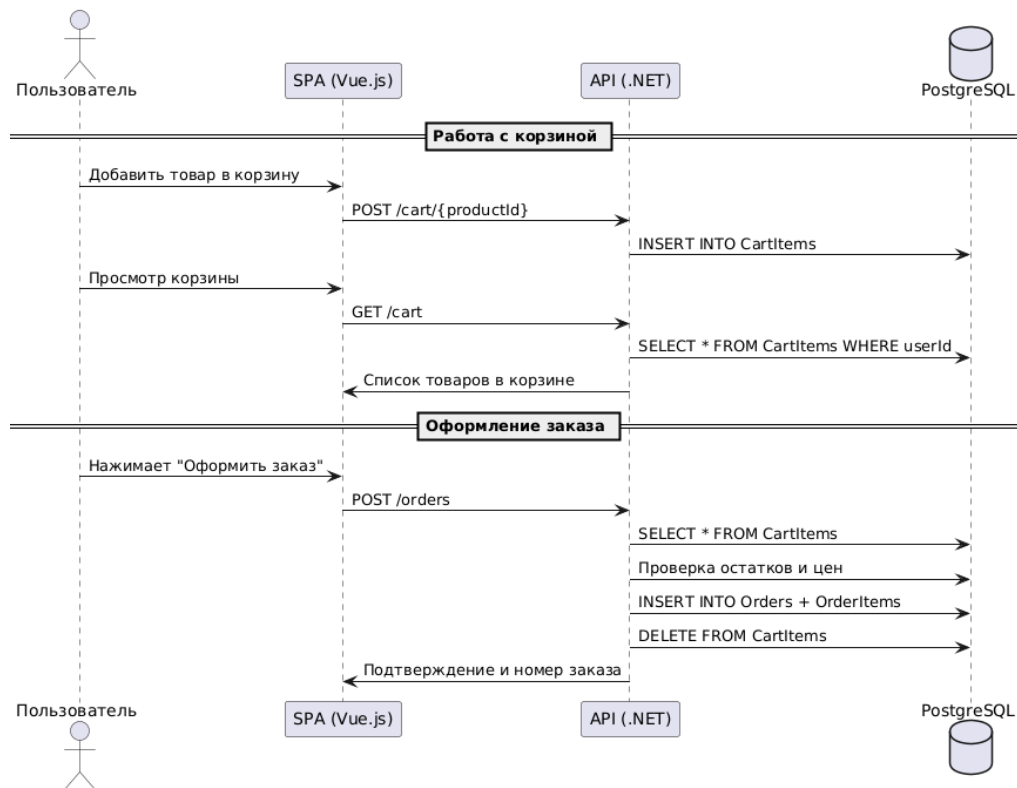 Пользователь
SPA (Vue.js)
API (.NET)
PostgreSQL
Работа с корзиной
Добавить товар в корзину
POST /cart/{productId}
INSERT INTO CartItems
Просмотр корзины
GET /cart
SELECT * FROM CartItems WHERE userId
Список товаров в корзине
Оформление заказа
Нажимает "Оформить заказ"
POST /orders
SELECT * FROM CartItems
Проверка остатков и цен
INSERT INTO Orders + OrderItems
DELETE FROM CartItems
Подтверждение и номер заказа
Пользователь
SPA (Vue.js)
API (.NET)
PostgreSQL